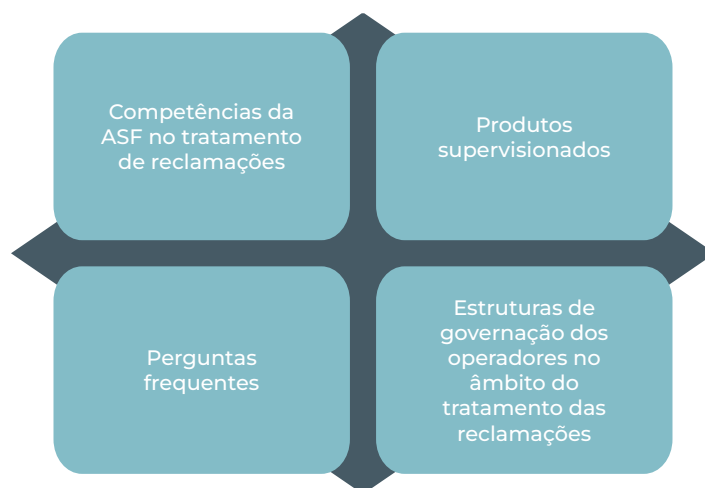 Competências da
ASF no tratamento
de reclamações
Produtos
supervisionados
Perguntas
frequentes
Estruturas de
governação dos
operadores no
âmbito do
tratamento das
reclamações